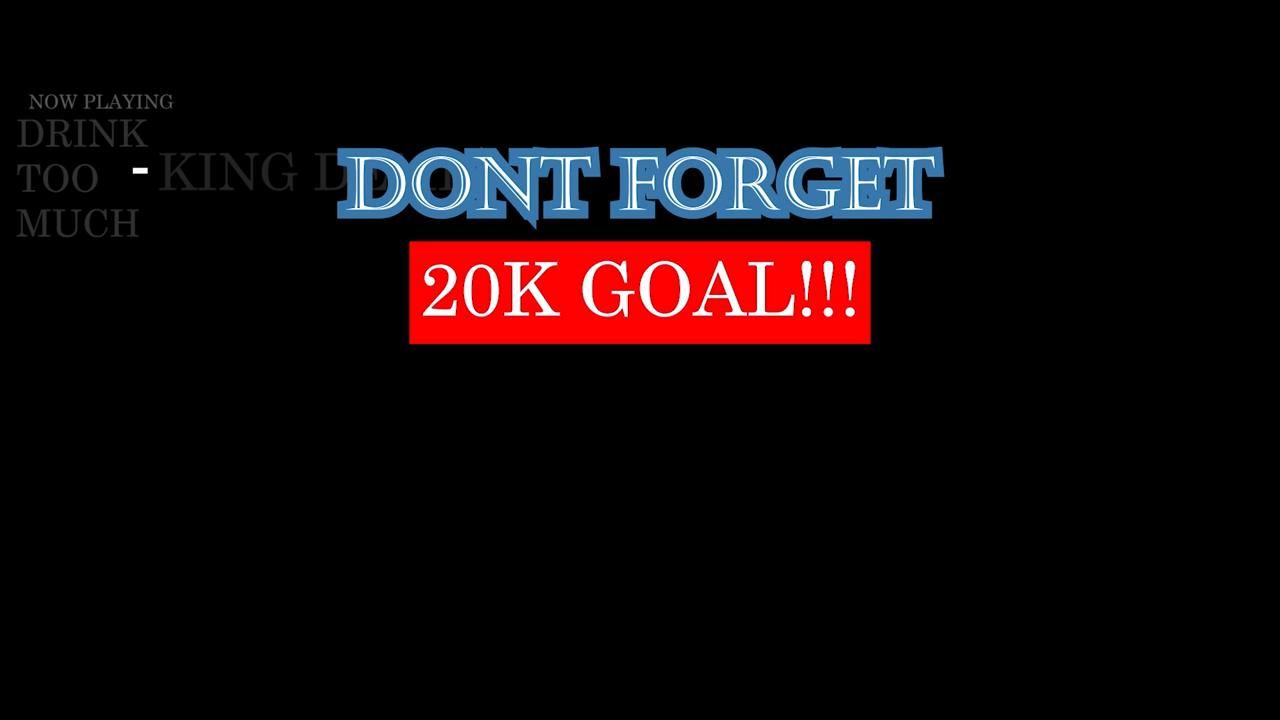 NOW PLAYING
DRINK
TOO
MUCH
- KING
DONT FORGET
20K GOAL!!!